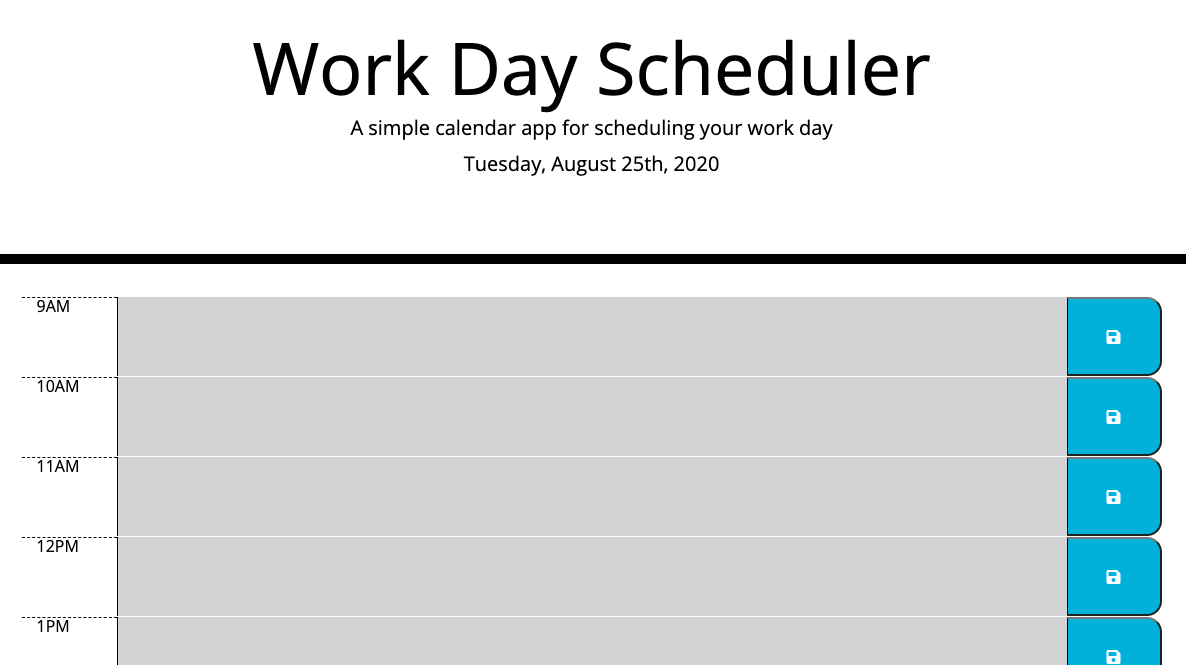 Work Day Scheduler
A simple calendar app for scheduling your work day
Tuesday, August 25th, 2020
9AM
10AM
11AM
12PM
1PM